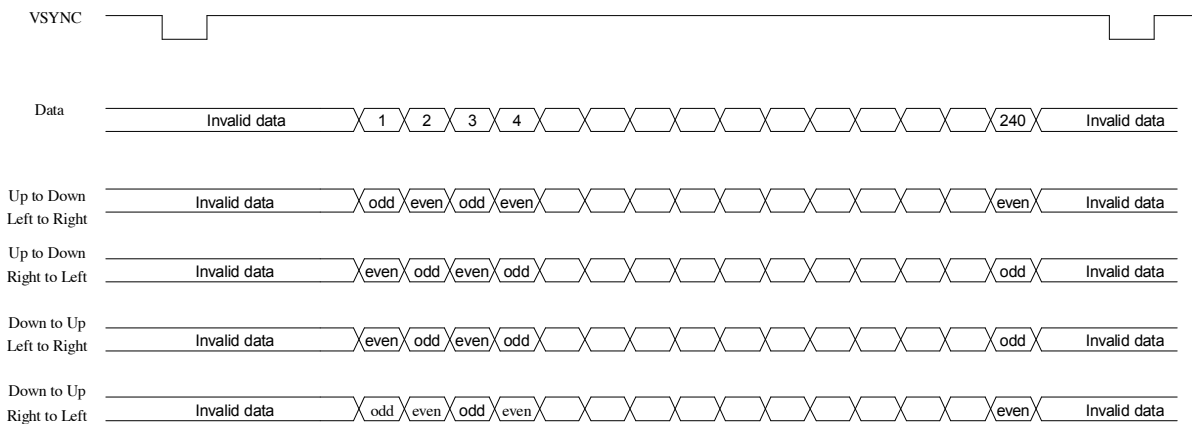 VSYNC
Data Invalid data 1 2 3 4 240 Invalid data
Up to Down
Left to Right
Invalid data odd even odd even even Invalid data
Up to Down
Right to Left
Invalid data even odd even odd odd Invalid data
Down to Up
Left to Right
Invalid data even odd even odd odd Invalid data
Down to Up
Right to Left
Invalid data odd even odd even even Invalid data